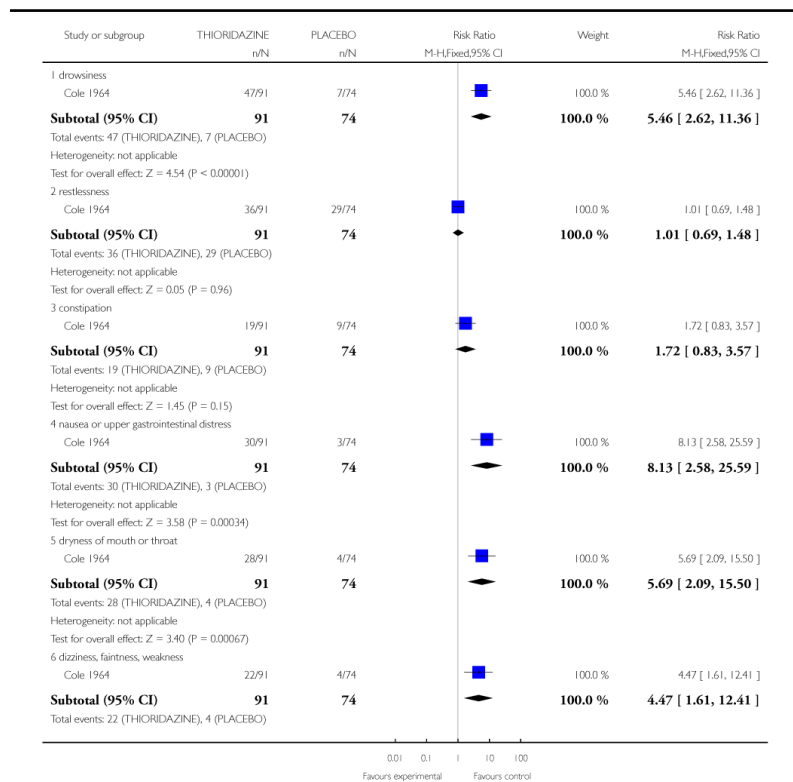 Study or subgroup THIORIDAZINE PLACEBO Risk Ratio Weight Risk Ratio
n/N n/N M-H,Fixed,95% CI M-H,Fixed,95% CI
1 drowsiness
Cole 1964 47/91 7/74 100.0 % 5.46 [ 2.62, 11.36 ]
Subtotal (95% CI) 91 74 100.0 % 5.46 [ 2.62, 11.36 ]
Total events: 47 (THIORIDAZINE), 7 (PLACEBO)
Heterogeneity: not applicable
Test for overall effect: Z = 4.54 (P < 0.00001)
2 restlessness
Cole 1964 36/91 29/74 100.0 % 1.01 [ 0.69, 1.48 ]
Subtotal (95% CI) 91 74 100.0 % 1.01 [ 0.69, 1.48 ]
Total events: 36 (THIORIDAZINE), 29 (PLACEBO)
Heterogeneity: not applicable
Test for overall effect: Z = 0.05 (P = 0.96)
3 constipation
Cole 1964 19/91 9/74 100.0 % 1.72 [ 0.83, 3.57 ]
Subtotal (95% CI) 91 74 100.0 % 1.72 [ 0.83, 3.57 ]
Total events: 19 (THIORIDAZINE), 9 (PLACEBO)
Heterogeneity: not applicable
Test for overall effect: Z = 1.45 (P = 0.15)
4 nausea or upper gastrointestinal distress
Cole 1964 30/91 3/74 100.0 % 8.13 [ 2.58, 25.59 ]
Subtotal (95% CI) 91 74 100.0 % 8.13 [ 2.58, 25.59 ]
Total events: 30 (THIORIDAZINE), 3 (PLACEBO)
Heterogeneity: not applicable
Test for overall effect: Z = 3.58 (P = 0.00034)
5 dryness of mouth or throat
Cole 1964 28/91 4/74 100.0 % 5.69 [ 2.09, 15.50 ]
Subtotal (95% CI) 91 74 100.0 % 5.69 [ 2.09, 15.50 ]
Total events: 28 (THIORIDAZINE), 4 (PLACEBO)
Heterogeneity: not applicable
Test for overall effect: Z = 3.40 (P = 0.00067)
6 dizziness, faintness, weakness
Cole 1964 22/91 4/74 100.0 % 4.47 [ 1.61, 12.41 ]
Subtotal (95% CI) 91 74 100.0 % 4.47 [ 1.61, 12.41 ]
Total events: 22 (THIORIDAZINE), 4 (PLACEBO)
0.01 0.1 1 10 100
Favours experimental Favours control